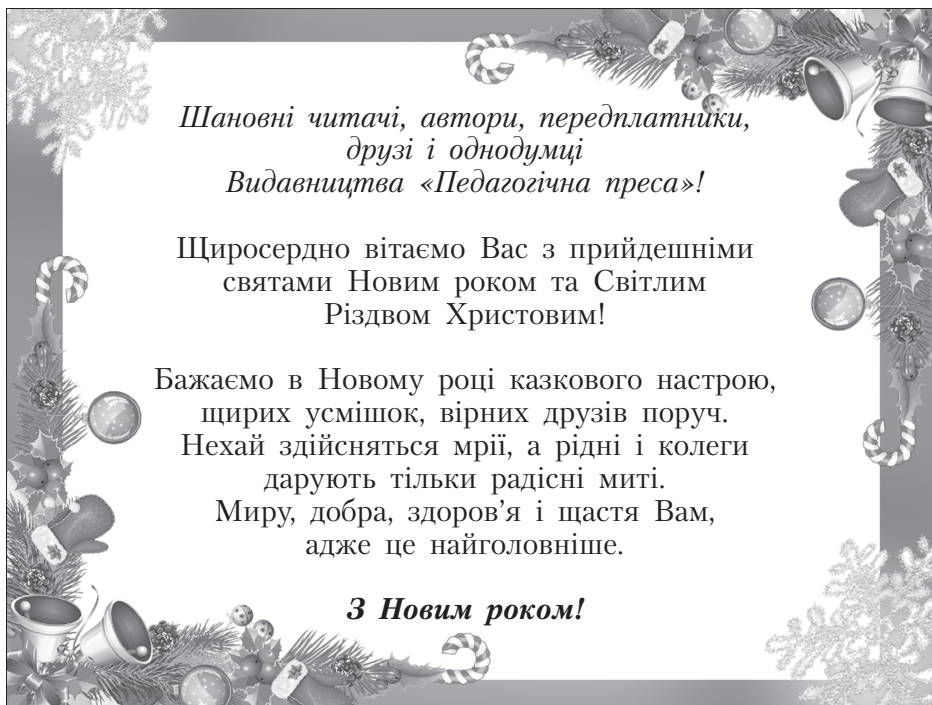 Шановні читачі, автори, передплатники,
друзі і однодумці
Видавництва «Педагогічна преса»!
Щиросердно вітаємо Вас з прийдешніми
святами Новим роком та Світлим
Різдвом Христовим!
Бажаємо в Новому році казкового настрою,
щирих усмішок, вірних друзів поруч.
Нехай здійсняться мрії, а рідні і колеги
дарують тільки радісні миті.
Миру, добра, здоров’я і щастя Вам,
адже це найголовніше.
З Новим роком!